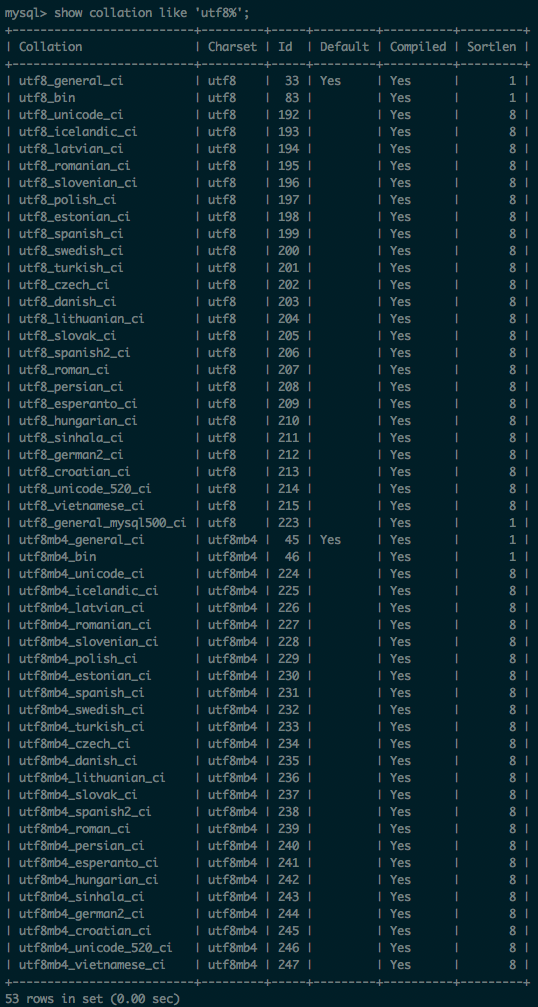 mysql> show collation like 'utf8%';
+--------------------------+---------+-----+---------+----------+---------+
| Collation                | Charset | Id  | Default | Compiled | Sortlen |
+--------------------------+---------+-----+---------+----------+---------+
| utf8_general_ci          | utf8    |  33 | Yes     | Yes      |       1 |
| utf8_bin                 | utf8    |  83 |         | Yes      |       1 |
| utf8_unicode_ci          | utf8    | 192 |         | Yes      |       8 |
| utf8_icelandic_ci        | utf8    | 193 |         | Yes      |       8 |
| utf8_latvian_ci          | utf8    | 194 |         | Yes      |       8 |
| utf8_romanian_ci         | utf8    | 195 |         | Yes      |       8 |
| utf8_slovenian_ci        | utf8    | 196 |         | Yes      |       8 |
| utf8_polish_ci           | utf8    | 197 |         | Yes      |       8 |
| utf8_estonian_ci         | utf8    | 198 |         | Yes      |       8 |
| utf8_spanish_ci          | utf8    | 199 |         | Yes      |       8 |
| utf8_swedish_ci          | utf8    | 200 |         | Yes      |       8 |
| utf8_turkish_ci          | utf8    | 201 |         | Yes      |       8 |
| utf8_czech_ci            | utf8    | 202 |         | Yes      |       8 |
| utf8_danish_ci           | utf8    | 203 |         | Yes      |       8 |
| utf8_lithuanian_ci       | utf8    | 204 |         | Yes      |       8 |
| utf8_slovak_ci           | utf8    | 205 |         | Yes      |       8 |
| utf8_spanish2_ci         | utf8    | 206 |         | Yes      |       8 |
| utf8_roman_ci            | utf8    | 207 |         | Yes      |       8 |
| utf8_persian_ci          | utf8    | 208 |         | Yes      |       8 |
| utf8_esperanto_ci        | utf8    | 209 |         | Yes      |       8 |
| utf8_hungarian_ci        | utf8    | 210 |         | Yes      |       8 |
| utf8_sinhala_ci          | utf8    | 211 |         | Yes      |       8 |
| utf8_german2_ci          | utf8    | 212 |         | Yes      |       8 |
| utf8_croatian_ci         | utf8    | 213 |         | Yes      |       8 |
| utf8_unicode_520_ci      | utf8    | 214 |         | Yes      |       8 |
| utf8_vietnamese_ci       | utf8    | 215 |         | Yes      |       8 |
| utf8_general_mysql500_ci | utf8    | 223 |         | Yes      |       1 |
| utf8mb4_general_ci       | utf8mb4 |  45 | Yes     | Yes      |       1 |
| utf8mb4_bin              | utf8mb4 |  46 |         | Yes      |       1 |
| utf8mb4_unicode_ci       | utf8mb4 | 224 |         | Yes      |       8 |
| utf8mb4_icelandic_ci     | utf8mb4 | 225 |         | Yes      |       8 |
| utf8mb4_latvian_ci       | utf8mb4 | 226 |         | Yes      |       8 |
| utf8mb4_romanian_ci      | utf8mb4 | 227 |         | Yes      |       8 |
| utf8mb4_slovenian_ci     | utf8mb4 | 228 |         | Yes      |       8 |
| utf8mb4_polish_ci        | utf8mb4 | 229 |         | Yes      |       8 |
| utf8mb4_estonian_ci      | utf8mb4 | 230 |         | Yes      |       8 |
| utf8mb4_spanish_ci       | utf8mb4 | 231 |         | Yes      |       8 |
| utf8mb4_swedish_ci       | utf8mb4 | 232 |         | Yes      |       8 |
| utf8mb4_turkish_ci       | utf8mb4 | 233 |         | Yes      |       8 |
| utf8mb4_czech_ci         | utf8mb4 | 234 |         | Yes      |       8 |
| utf8mb4_danish_ci        | utf8mb4 | 235 |         | Yes      |       8 |
| utf8mb4_lithuanian_ci    | utf8mb4 | 236 |         | Yes      |       8 |
| utf8mb4_slovak_ci        | utf8mb4 | 237 |         | Yes      |       8 |
| utf8mb4_spanish2_ci      | utf8mb4 | 238 |         | Yes      |       8 |
| utf8mb4_roman_ci         | utf8mb4 | 239 |         | Yes      |       8 |
| utf8mb4_persian_ci       | utf8mb4 | 240 |         | Yes      |       8 |
| utf8mb4_esperanto_ci     | utf8mb4 | 241 |         | Yes      |       8 |
| utf8mb4_hungarian_ci     | utf8mb4 | 242 |         | Yes      |       8 |
| utf8mb4_sinhala_ci       | utf8mb4 | 243 |         | Yes      |       8 |
| utf8mb4_german2_ci       | utf8mb4 | 244 |         | Yes      |       8 |
| utf8mb4_croatian_ci      | utf8mb4 | 245 |         | Yes      |       8 |
| utf8mb4_unicode_520_ci   | utf8mb4 | 246 |         | Yes      |       8 |
| utf8mb4_vietnamese_ci    | utf8mb4 | 247 |         | Yes      |       8 |
+--------------------------+---------+-----+---------+----------+---------+
53 rows in set (0.00 sec)